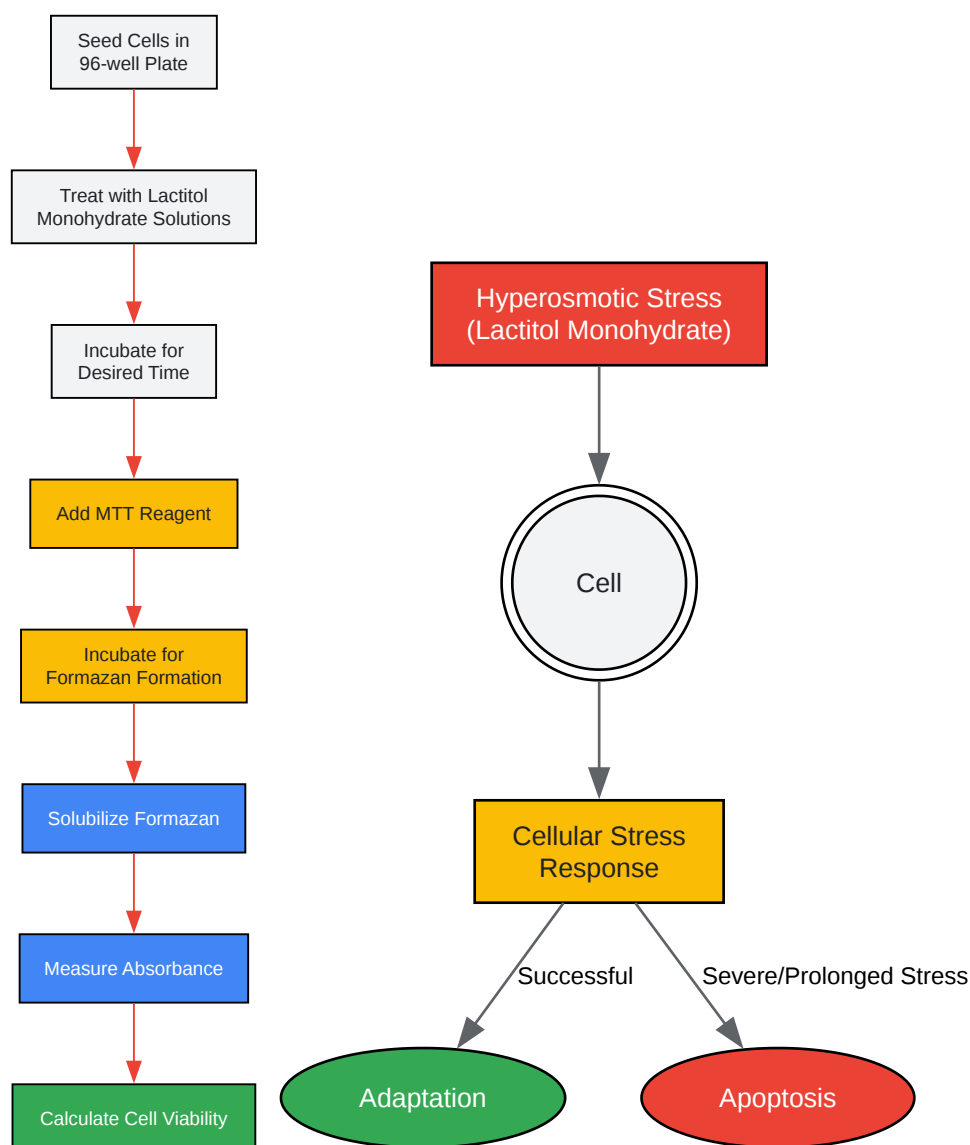 Seed Cells in
96-well Plate
Treat with Lactitol
Monohydrate Solutions
Incubate for
Desired Time
Add MTT Reagent
Incubate for
Formazan Formation
Solubilize Formazan
Measure Absorbance
Calculate Cell Viability
Hyperosmotic Stress
(Lactitol Monohydrate)
Cell
Cellular Stress
Response
Successful
Severe/Prolonged Stress
Adaptation
Apoptosis